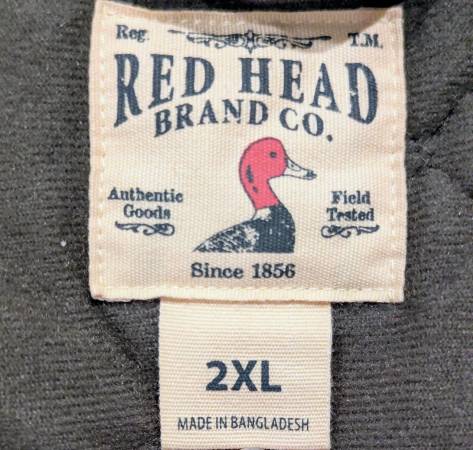 Reg. T.M.
RED HEAD
BRAND CO.
Authentic Field
Goods Tested
Since 1856
2XL
MADE IN BANGLADESH